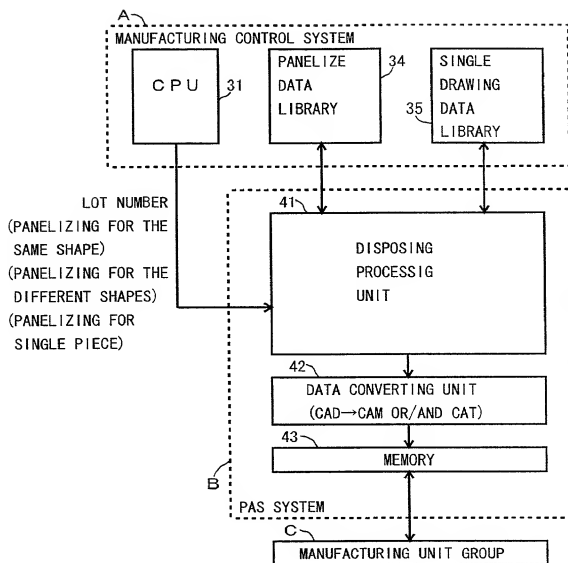 A
MANUFACTURING CONTROL SYSTEM
CPU
31
PANELIZE
DATA
LIBRARY
34
SINGLE
DRAWING
DATA
LIBRARY
35
LOT NUMBER
(PANELIZING FOR THE
SAME SHAPE)
(PANELIZING FOR THE
DIFFERENT SHAPES)
(PANELIZING FOR
SINGLE PIECE)
41
DISPOSING
PROCESSIG
UNIT
42
DATA CONVERTING UNIT
(CAD→CAM OR/AND CAT)
43
MEMORY
B
PAS SYSTEM
C
MANUFACTURING UNIT GROUP